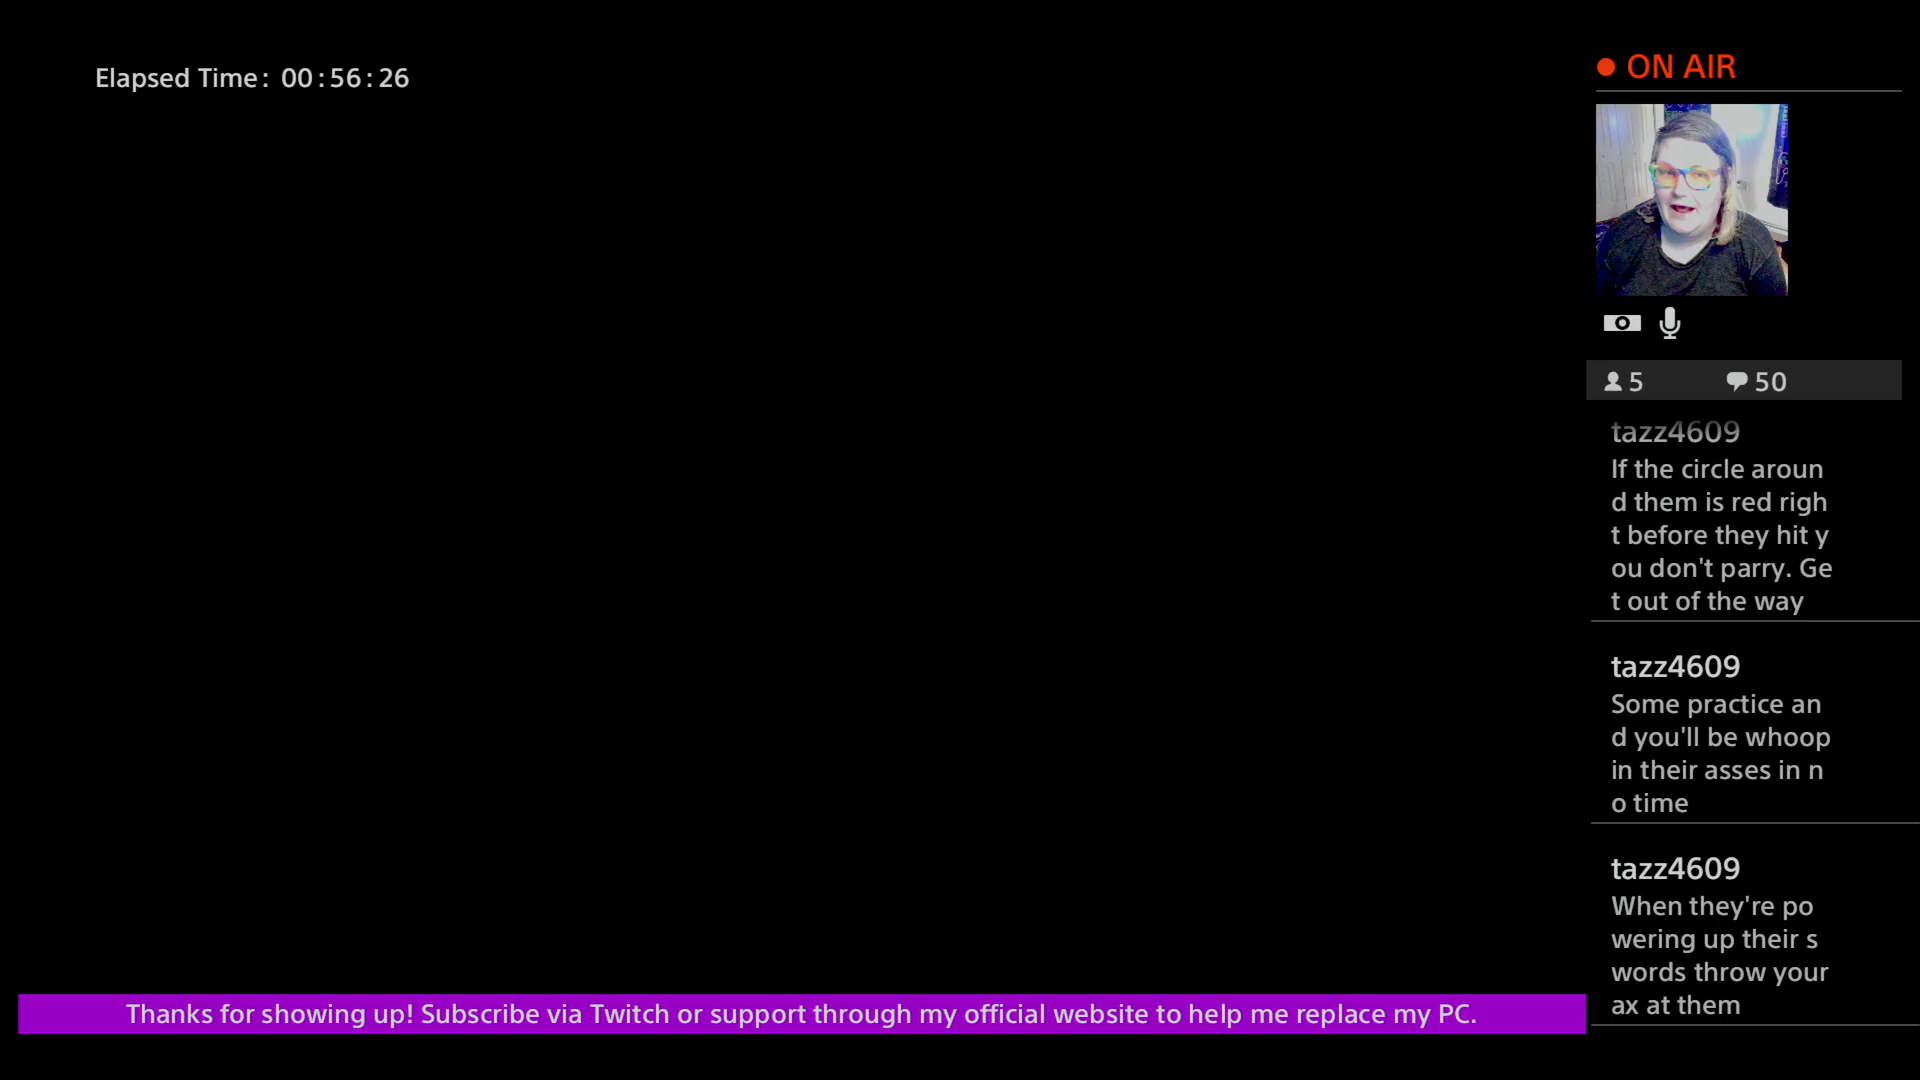 Elapsed Time: 00:56:26
ON AIR
5 50
tazz4609
If the circle aroun
d them is red righ
t before they hit y
ou don't parry. Ge
t out of the way
tazz4609
Some practice an
d you'll be whoop
in their asses in n
o time
tazz4609
When they're po
wering up their s
words throw your
ax at them
Thanks for showing up! Subscribe via Twitch or support through my official website to help me replace my PC.